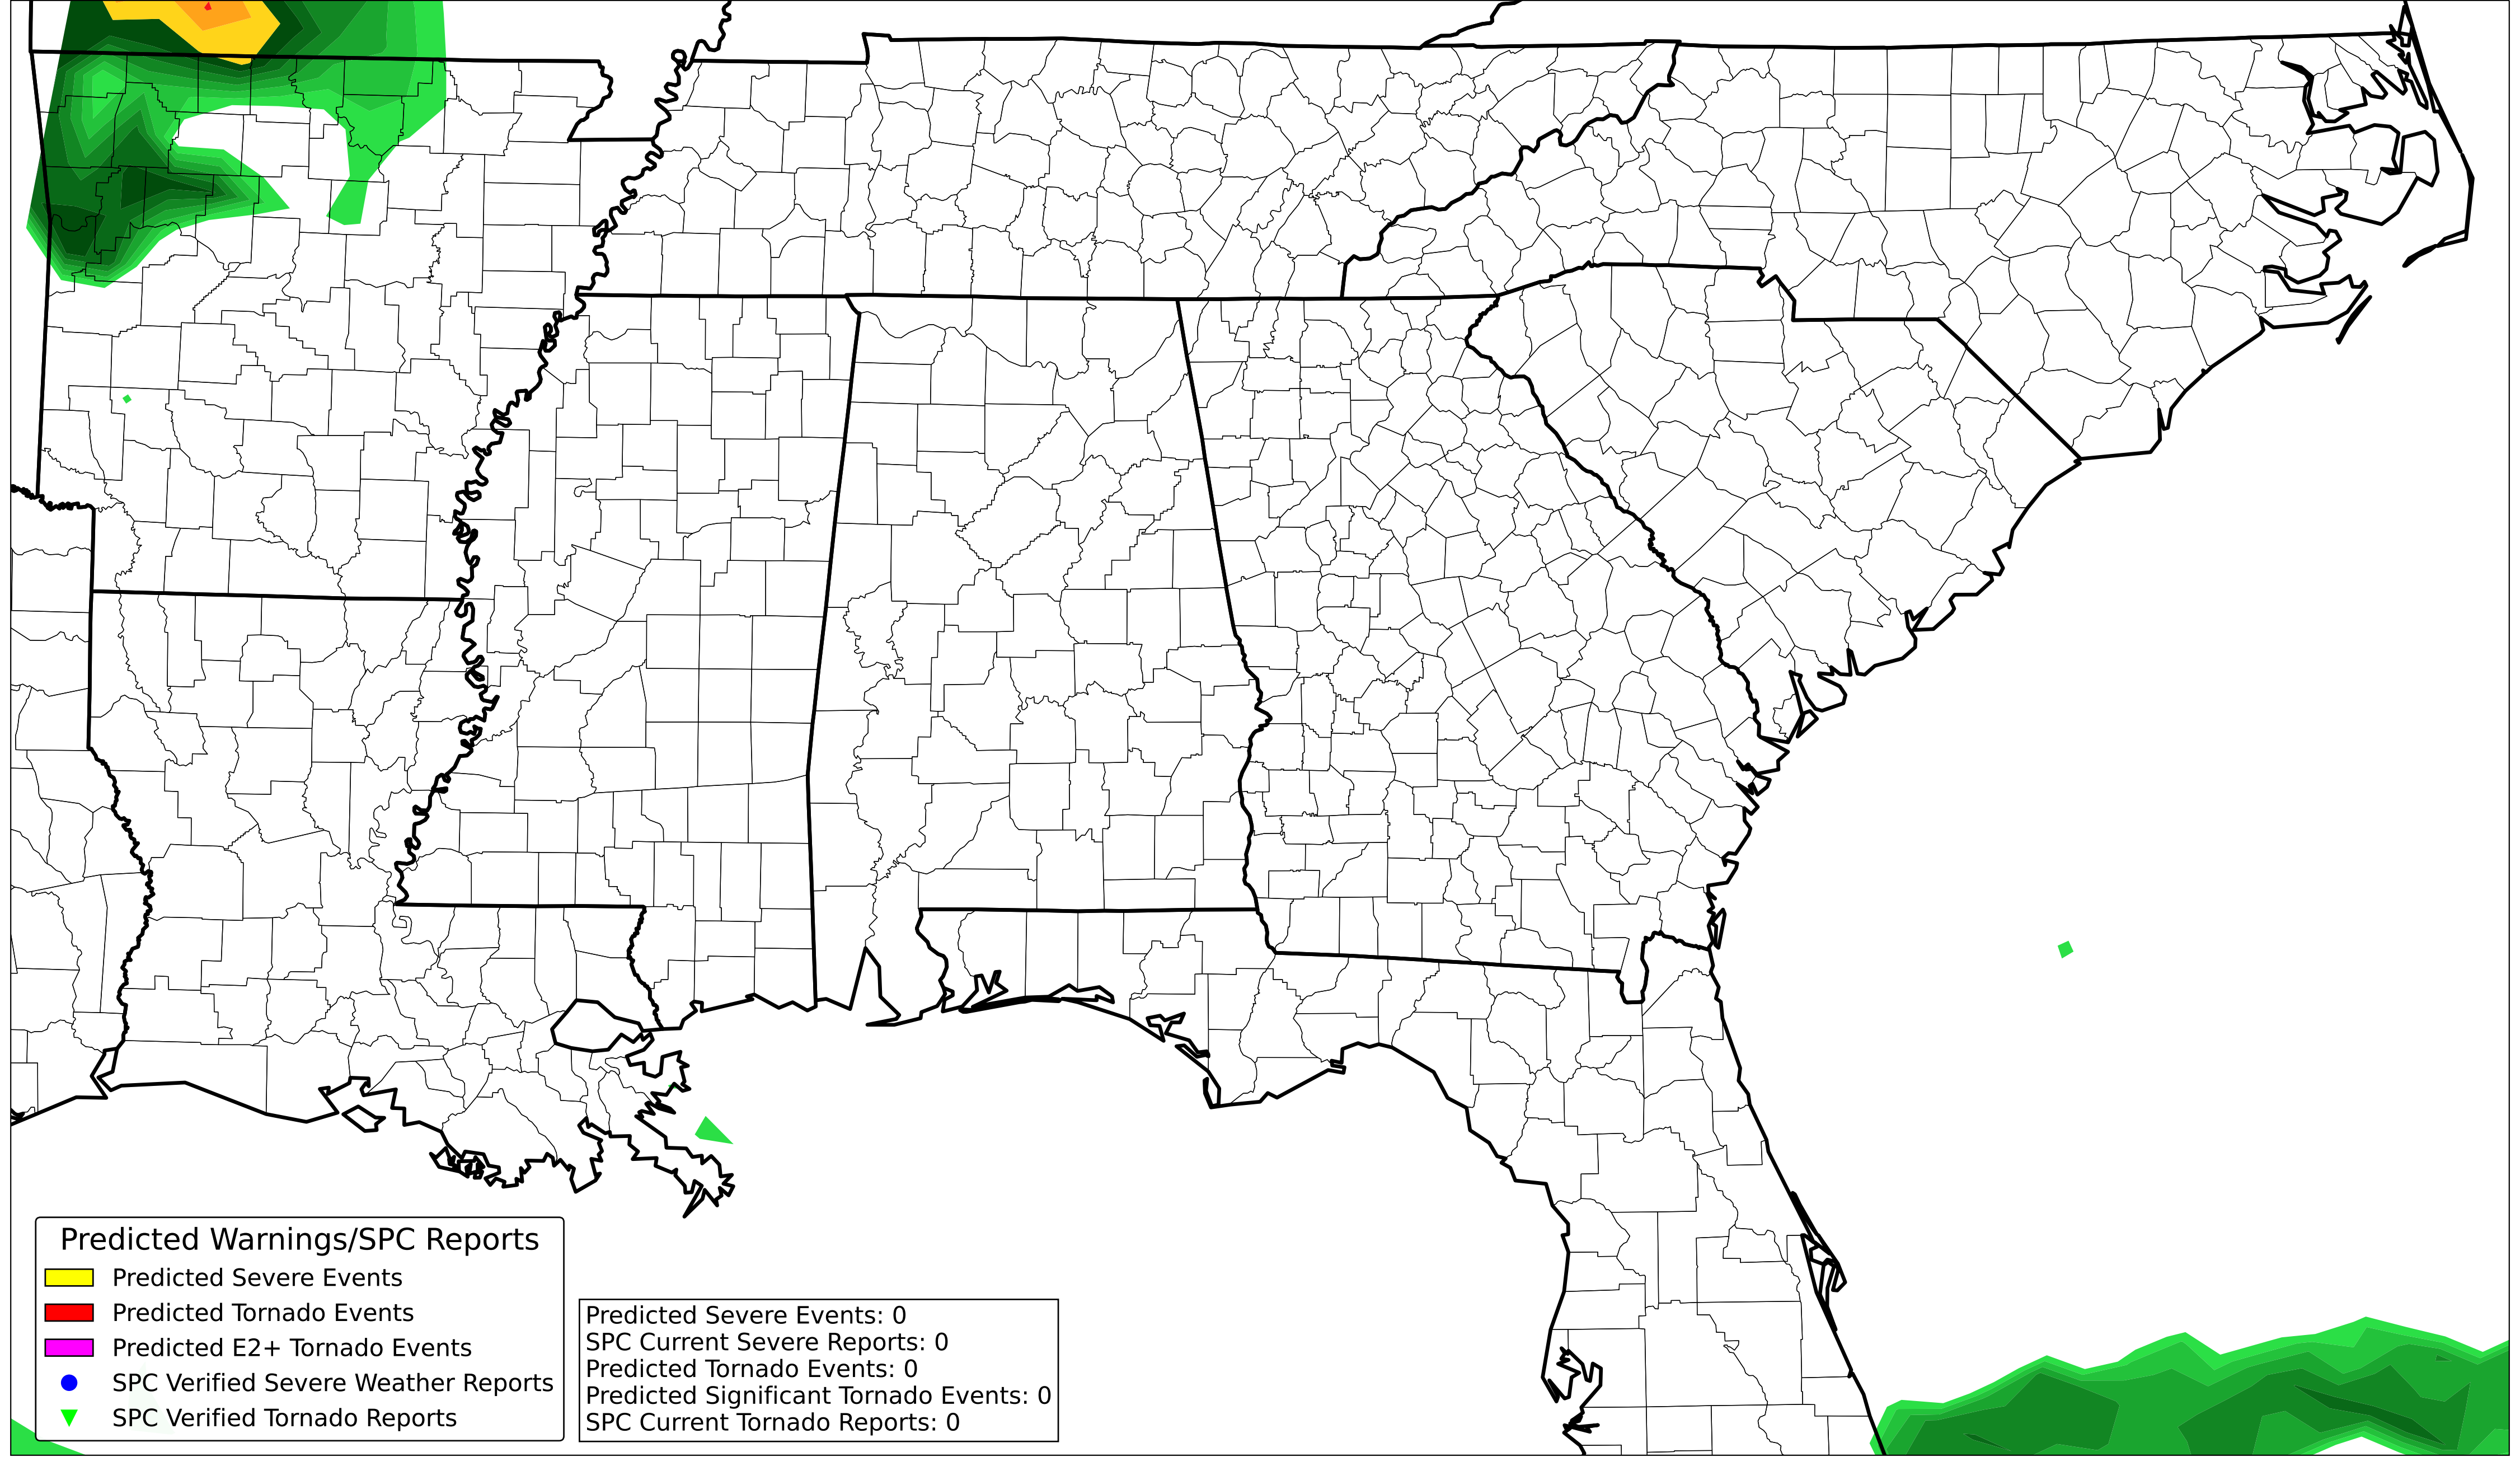 Predicted Warnings/SPC Reports
Predicted Severe Events
Predicted Tornado Events
Predicted E2+ Tornado Events
SPC Verified Severe Weather Reports
SPC Verified Tornado Reports
Predicted Severe Events: 0
SPC Current Severe Reports: 0
Predicted Tornado Events: 0
Predicted Significant Tornado Events: 0
SPC Current Tornado Reports: 0